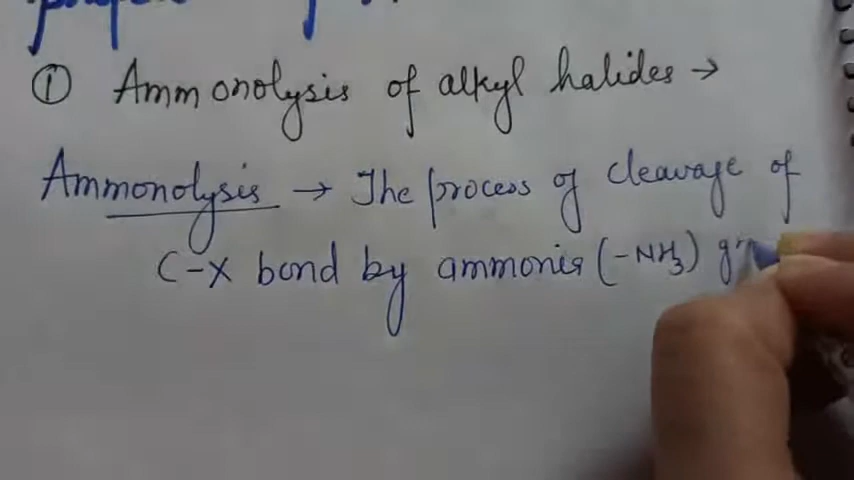 ① Ammonolysis of alkyl halides →
Ammonolysis → The process of cleavage of
C-X bond by ammonia (-NH3)